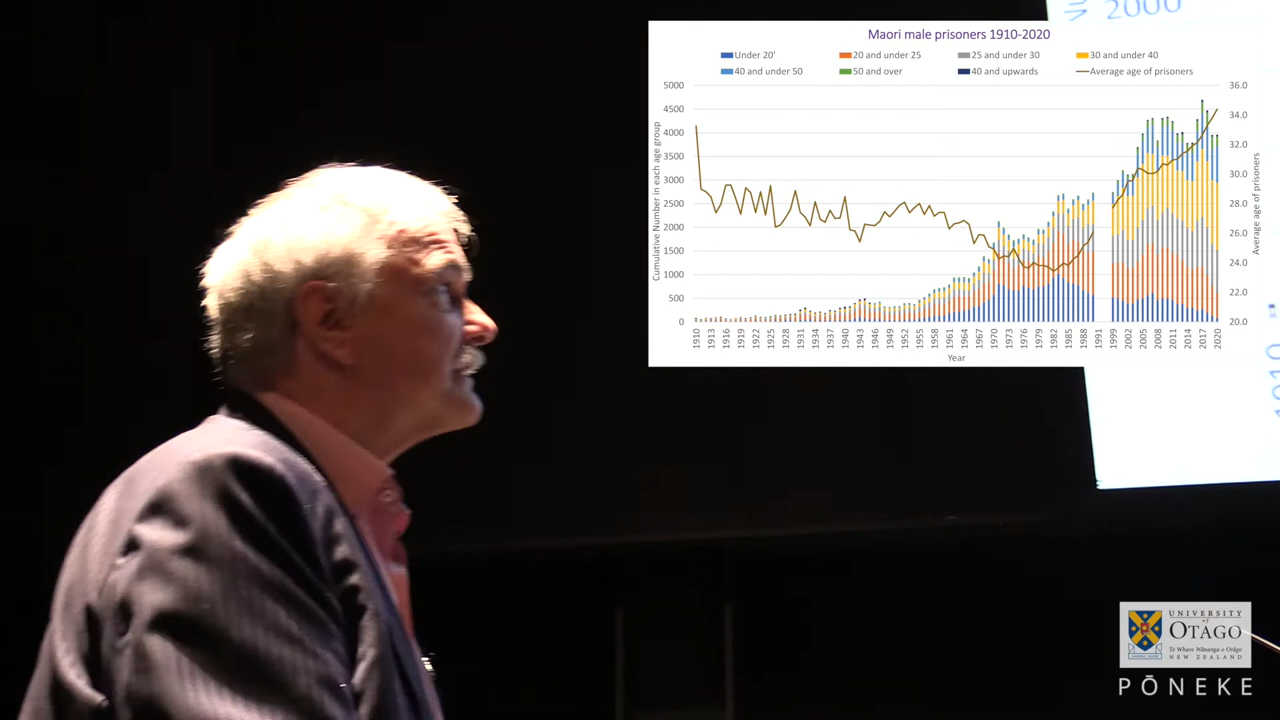 2000
Maori male prisoners 1910-2020
Under 20' 20 and under 25 25 and under 30 30 and under 40
40 and under 50 50 and over 40 and upwards Average age of prisoners
5000 36.0
4500 34.0
4000 32.0
3500
3000 30.0
2500 28.0
2000 26.0
1500
1000 24.0
500 22.0
0 20.0
Cumulative Number in each age group
Average age of prisoners
1910 1913 1916 1919 1922 1925 1928 1931 1934 1937 1940 1943 1946 1949 1952 1955 1958 1961 1964 1967 1970 1973 1976 1979 1982 1985 1988 1991 1999 2002 2005 2008 2011 2014 2017 2020
Year
UNIVERSITY
of
OTAGO
Te Whare Wānanga o Otāgo
NEW ZEALAND
PŌNEKE